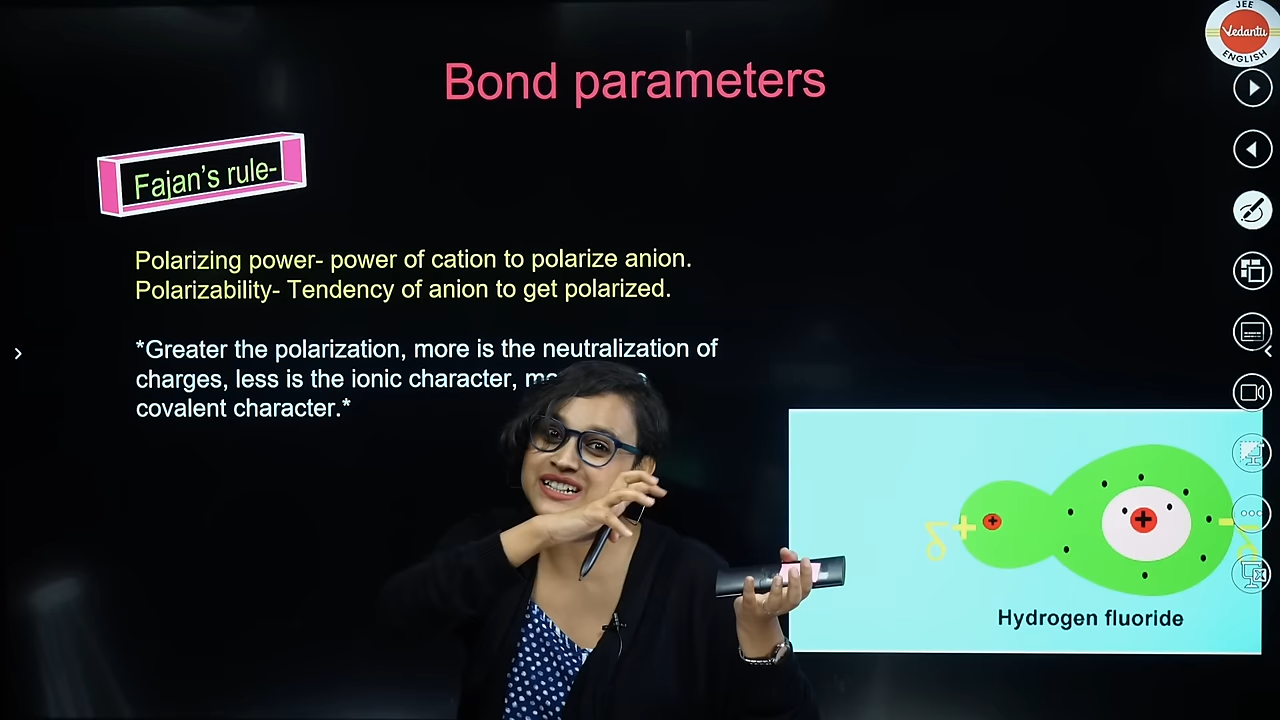 JEE
Vedantu
ENGLISH
Bond parameters
Fajan's rule-
Polarizing power- power of cation to polarize anion.
Polarizability- Tendency of anion to get polarized.
*Greater the polarization, more is the neutralization of
charges, less is the ionic character,
covalent character.*
δ+
+
+
-
Hydrogen fluoride